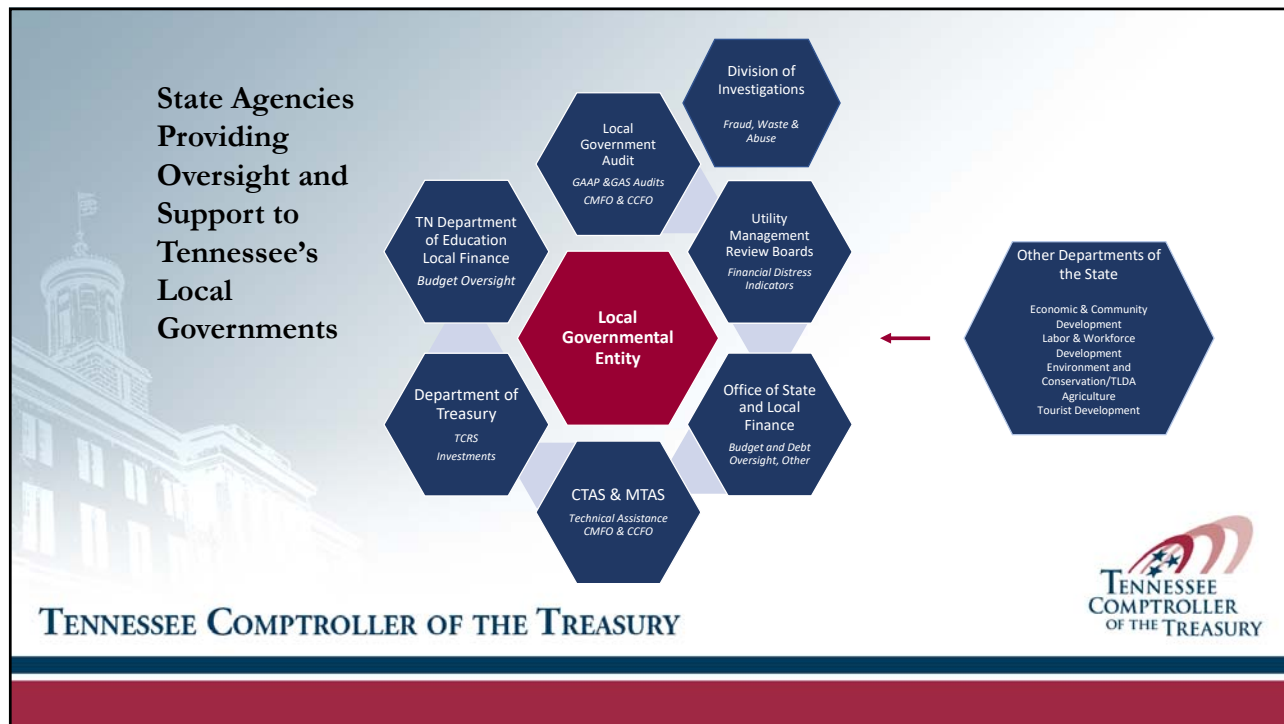 State Agencies
Providing
Oversight and
Support to
Tennessee’s
Local
Governments
Division of
Investigations
Fraud, Waste &
Abuse
Local
Government
Audit
GAAP &GAS Audits
CMFO & CCFO
TN Department
of Education
Local Finance
Budget Oversight
Utility
Management
Review Boards
Financial Distress
Indicators
Local
Governmental
Entity
Department of
Treasury
TCRS
Investments
Office of State
and Local
Finance
Budget and Debt
Oversight, Other
CTAS & MTAS
Technical Assistance
CMFO & CCFO
Other Departments of
the State
Economic & Community
Development
Labor & Workforce
Development
Environment and
Conservation/TLDA
Agriculture
Tourist Development
TENNESSEE COMPTROLLER OF THE TREASURY
TENNESSEE
COMPTROLLER
OF THE TREASURY